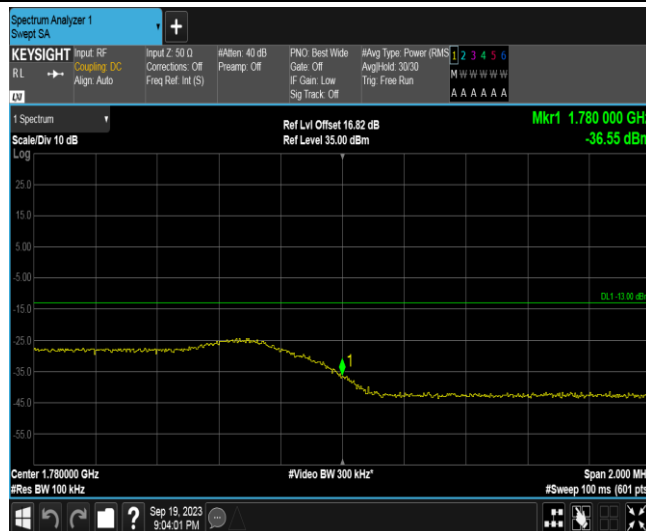 Spectrum Analyzer 1
Swept SA
+
KEYSIGHT
RL
LXI
Input: RF
Coupling: DC
Align: Auto
Input Z: 50 Ω
Corrections: Off
Freq Ref: Int (S)
#Atten: 40 dB
Preamp: Off
PNO: Best Wide
Gate: Off
IF Gain: Low
Sig Track: Off
#Avg Type: Power (RMS
Avg|Hold: 30/30
Trig: Free Run
1 2 3 4 5 6
M W W W W W
A A A A A A
1 Spectrum
Scale/Div 10 dB
Log
Ref Lvl Offset 16.82 dB
Ref Level 35.00 dBm
Mkr1 1.780 000 GHz
-36.55 dBm
25.0
15.0
5.00
-5.00
-15.0
-25.0
-35.0
-45.0
-55.0
DL1 -13.00 dBm
1
Center 1.780000 GHz
#Res BW 100 kHz
#Video BW 300 kHz*
Span 2.000 MH
#Sweep 100 ms (601 pts
?
Sep 19, 2023
9:04:01 PM